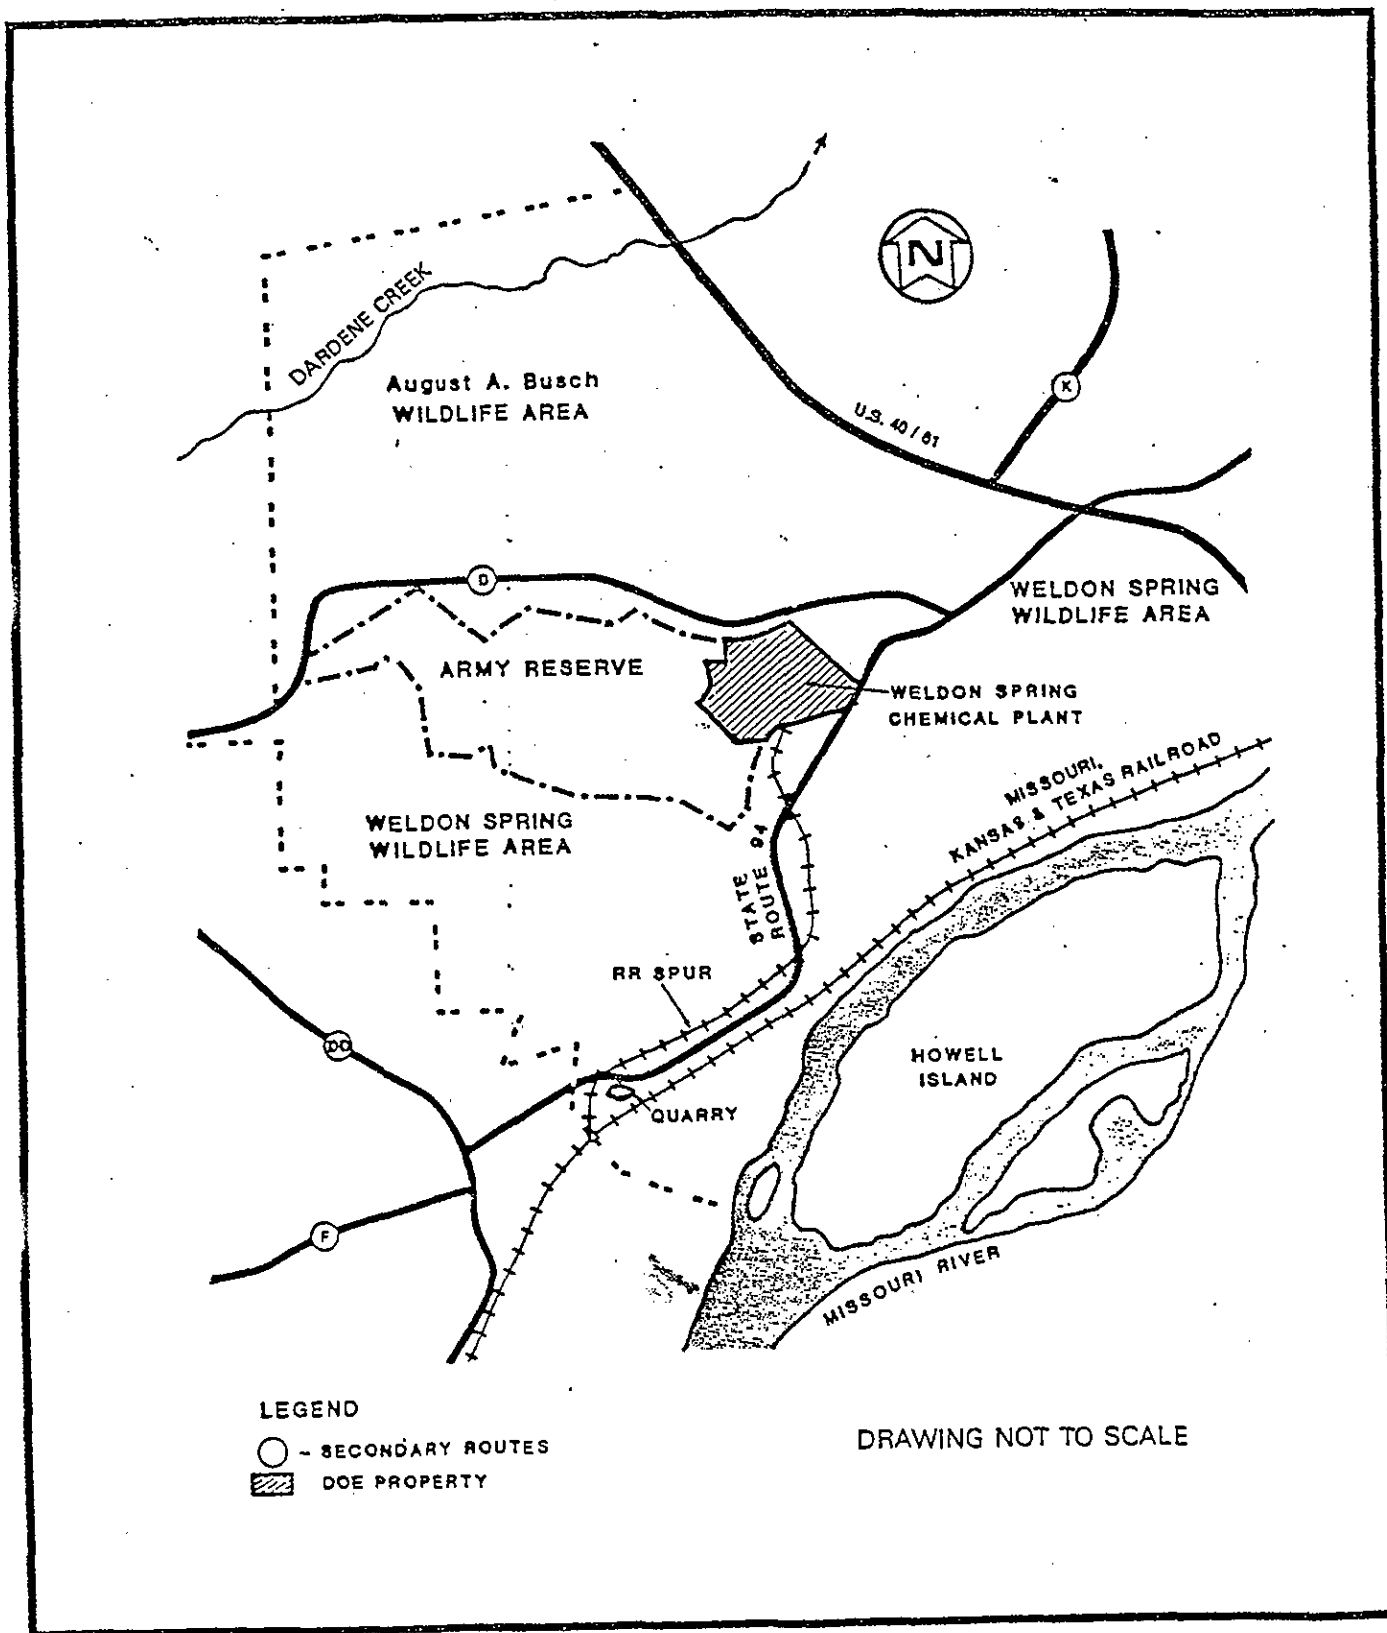 N
DARDENE CREEK
August A. Busch
WILDLIFE AREA
K
U.S. 40 / 61
D
WELDON SPRING
WILDLIFE AREA
ARMY RESERVE
WELDON SPRING
CHEMICAL PLANT
MISSOURI,
KANSAS & TEXAS RAILROAD
WELDON SPRING
WILDLIFE AREA
STATE
ROUTE 94
RR SPUR
DD
HOWELL
ISLAND
QUARRY
F
MISSOURI RIVER
LEGEND
- SECONDARY ROUTES
DOE PROPERTY
DRAWING NOT TO SCALE